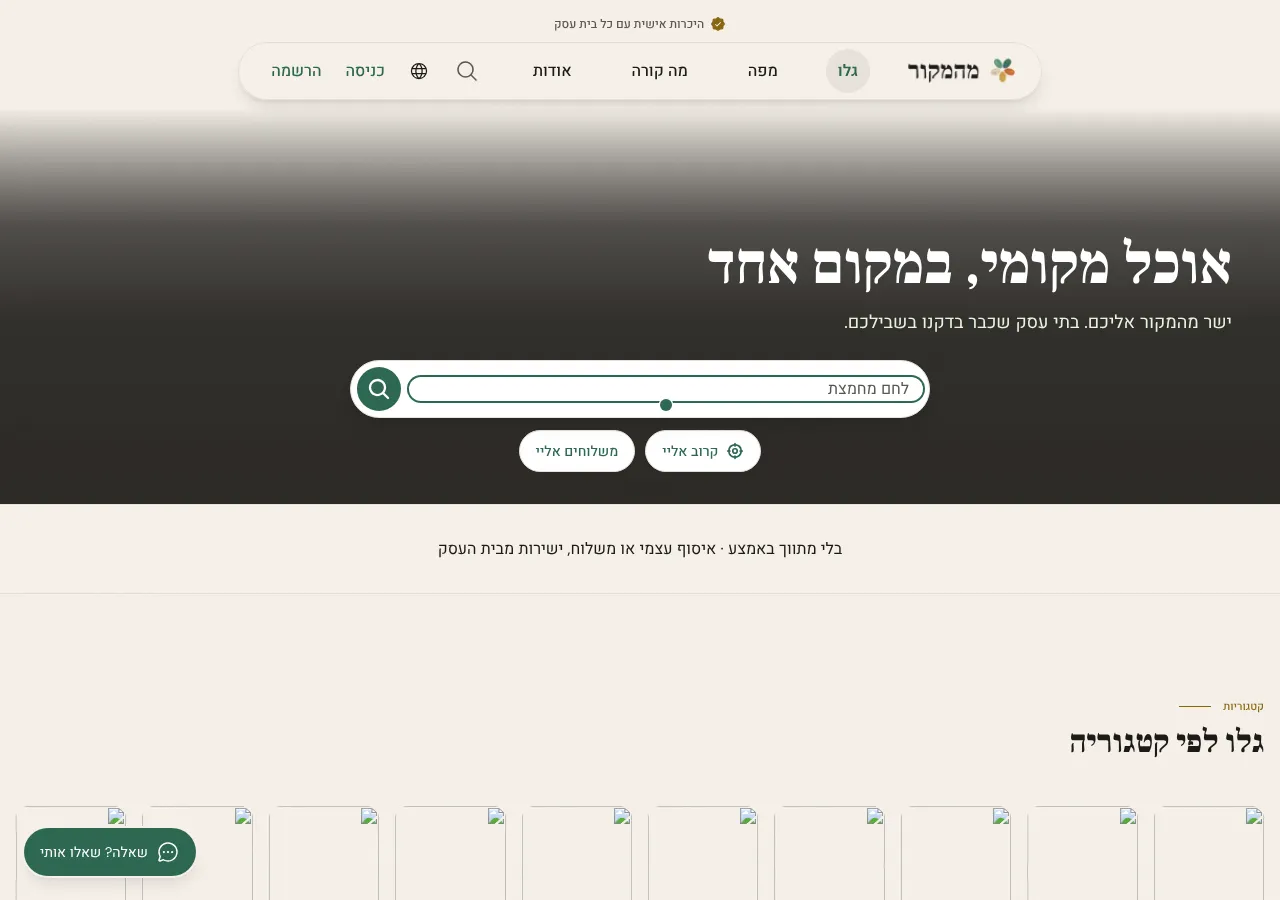 היכרות אישית עם כל בית עסק
מהמקור
גלו
מפה
מה קורה
אודות
כניסה
הרשמה
אוכל מקומי, במקום אחד
ישר מהמקור אליכם. בתי עסק שכבר בדקנו בשבילכם.
לחם מחמצת
קרוב אליי
משלוחים אליי
בלי מתווך באמצע · איסוף עצמי או משלוח, ישירות מבית העסק
קטגוריות
גלו לפי קטגוריה
שאלה? שאלו אותי